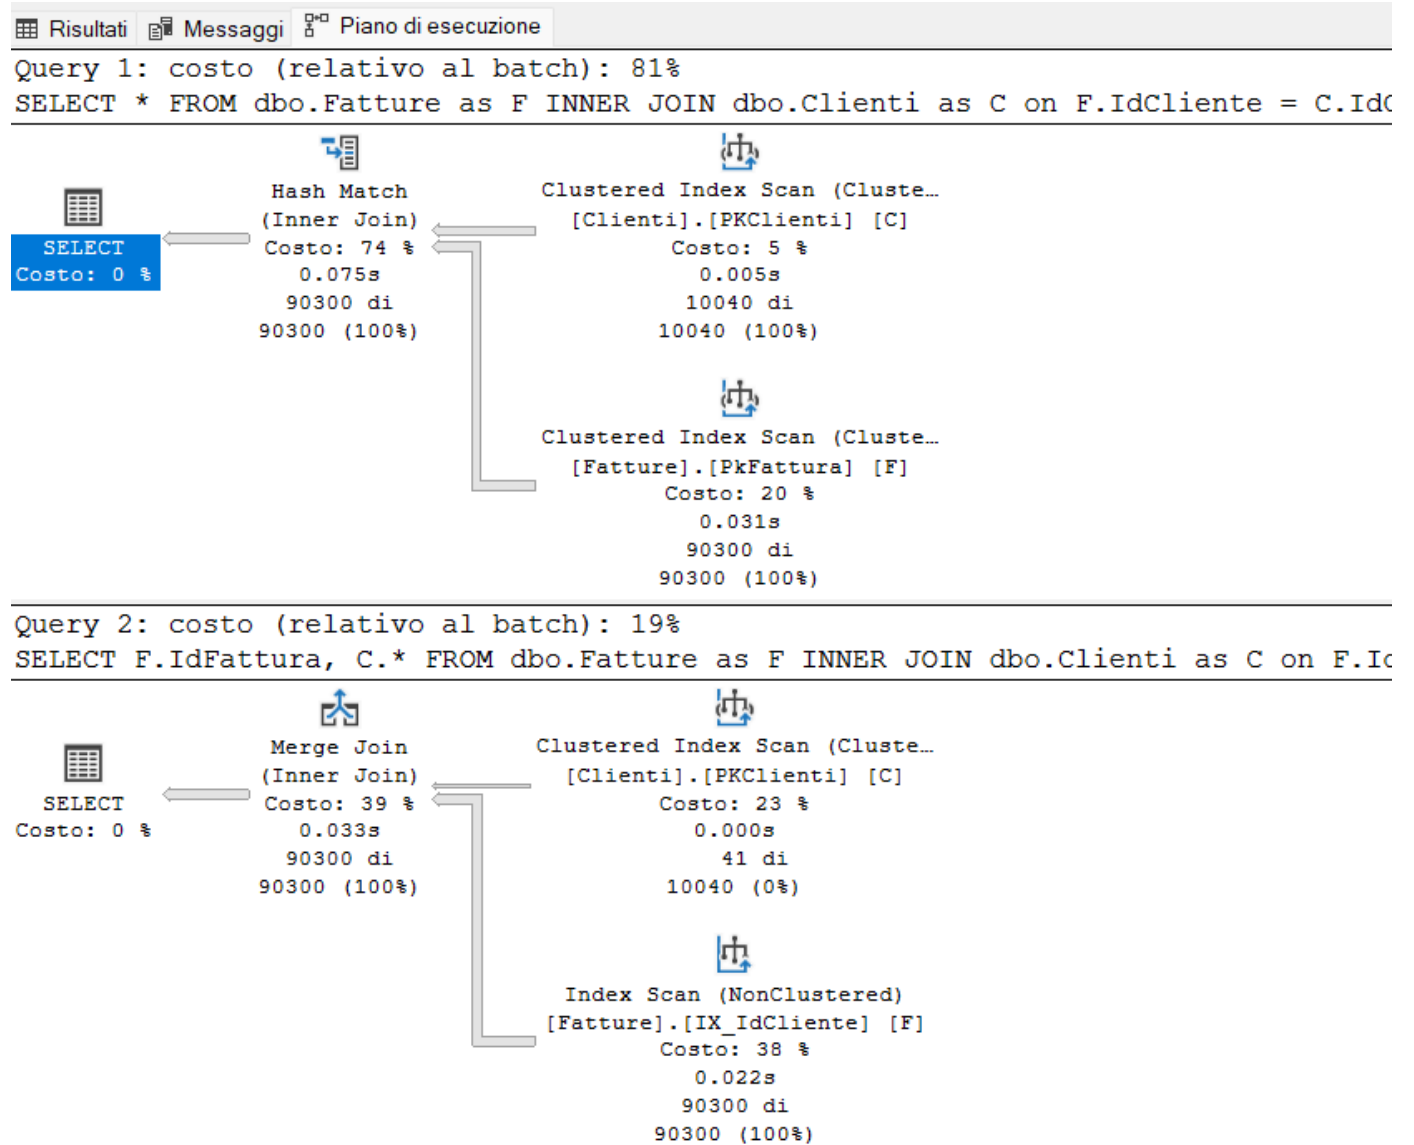 Risultati Messaggi Piano di esecuzione
Query 1: costo (relativo al batch): 81%
SELECT * FROM dbo.Fatture as F INNER JOIN dbo.Clienti as C on F.IdCliente = C.Id
Hash Match
(Inner Join)
Costo: 74 %
0.075s
90300 di
90300 (100%)
Clustered Index Scan (Cluste…
[Clienti].[PKClienti] [C]
Costo: 5 %
0.005s
10040 di
10040 (100%)
SELECT
Costo: 0 %
Clustered Index Scan (Cluste…
[Fatture].[PkFattura] [F]
Costo: 20 %
0.031s
90300 di
90300 (100%)
Query 2: costo (relativo al batch): 19%
SELECT F.IdFattura, C.* FROM dbo.Fatture as F INNER JOIN dbo.Clienti as C on F.Id
Merge Join
(Inner Join)
Costo: 39 %
0.033s
90300 di
90300 (100%)
Clustered Index Scan (Cluste…
[Clienti].[PKClienti] [C]
Costo: 23 %
0.000s
41 di
10040 (0%)
SELECT
Costo: 0 %
Index Scan (NonClustered)
[Fatture].[IX_IdCliente] [F]
Costo: 38 %
0.022s
90300 di
90300 (100%)